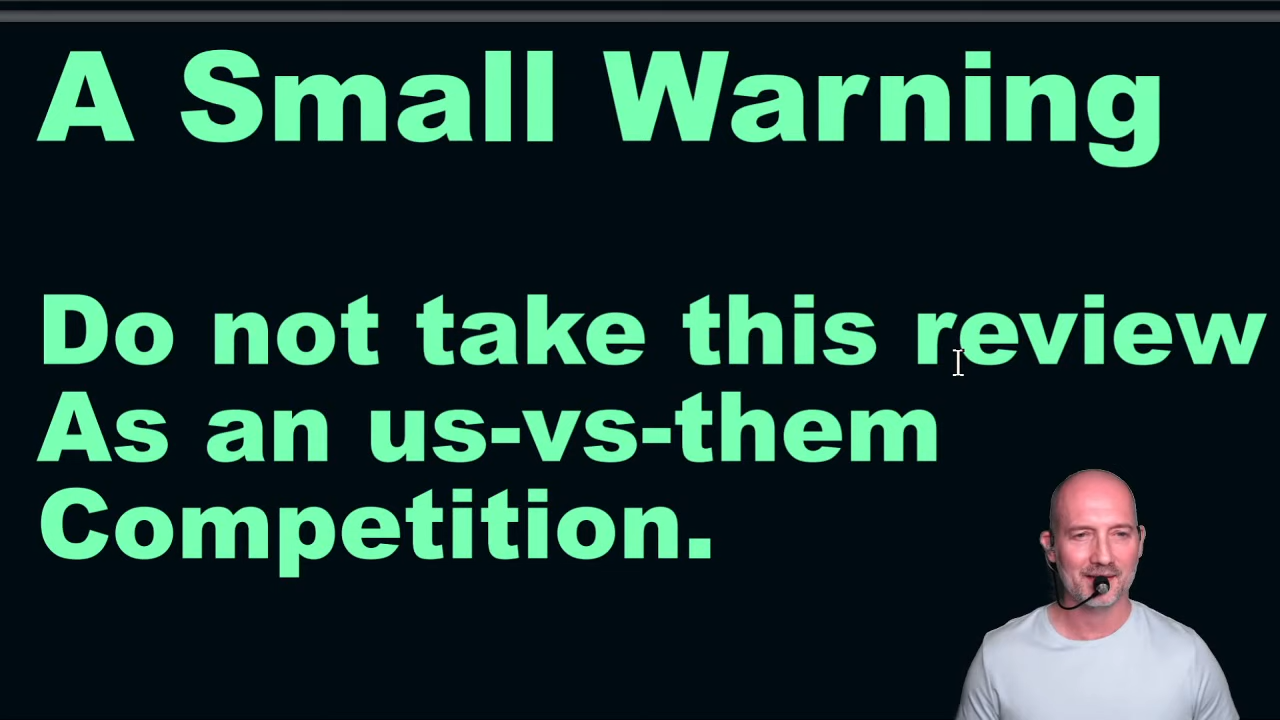 A Small Warning
Do not take this review
As an us-vs-them
Competition.